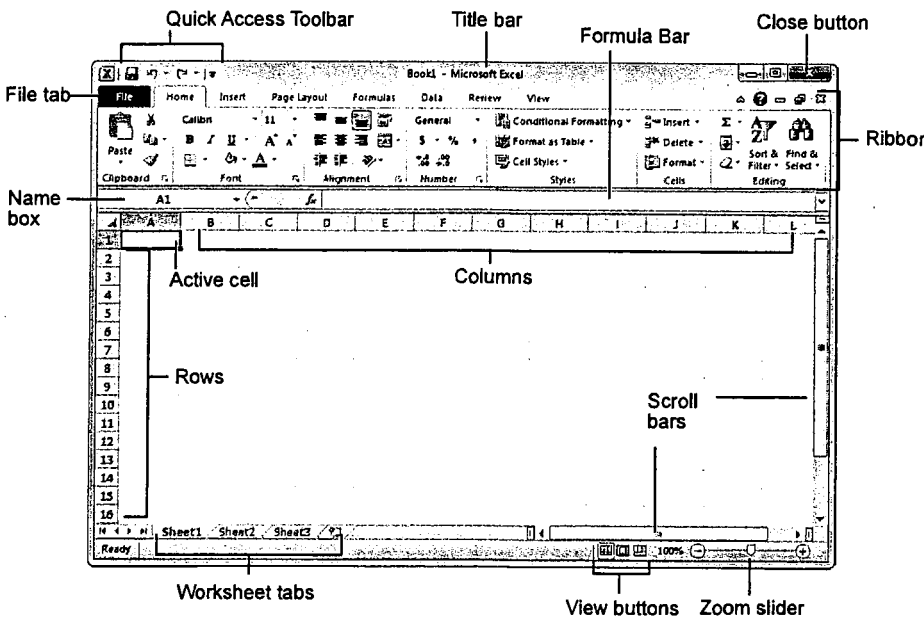 Quick Access Toolbar
Title bar
Formula Bar
Close button
Book1 - Microsoft Excel
File tab
File Home Insert Page Layout Formulas Data Review View
Calibri 11 General Conditional Formatting Insert Σ
Paste B I U A A $ % , Format as Table Delete
A Cell Styles Format Sort & Filter Find & Select
Clipboard Font Alignment Number Styles Cells Editing
Ribbon
Name box
A1 fx
A B C D E F G H I J K L
1
Active cell
Columns
2
3
4
5
6
7
8
Rows
9
10
11
12
13
14
15
16
Scroll bars
Sheet1 Sheet2 Sheet3
Ready 100%
Worksheet tabs
View buttons
Zoom slider